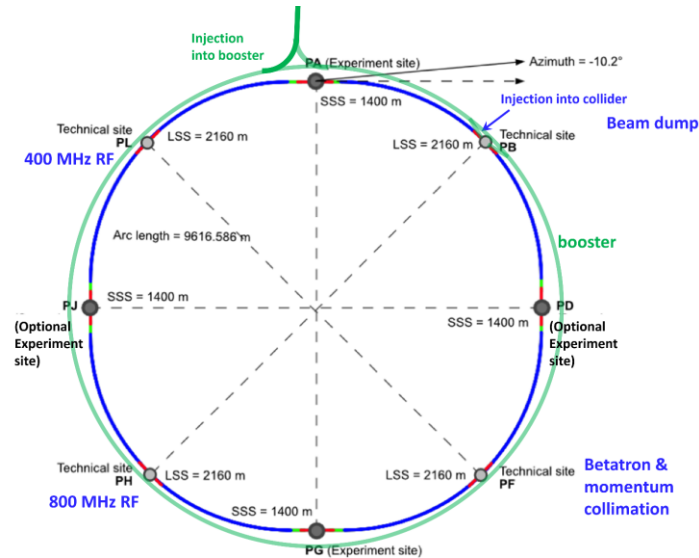 Injection
into booster
PA (Experiment site)
Azimuth = -10.2°
SSS = 1400 m
Injection into collider
Beam dump
Technical site
PL
LSS = 2160 m
400 MHz RF
Technical site
PB
LSS = 2160 m
Arc length = 9616.586 m
booster
PJ
SSS = 1400 m
(Optional
Experiment
site)
PD
SSS = 1400 m
(Optional
Experiment
site)
Technical site
PH
LSS = 2160 m
800 MHz RF
LSS = 2160 m
Technical site
PF
Betatron &
momentum
collimation
SSS = 1400 m
PG (Experiment site)